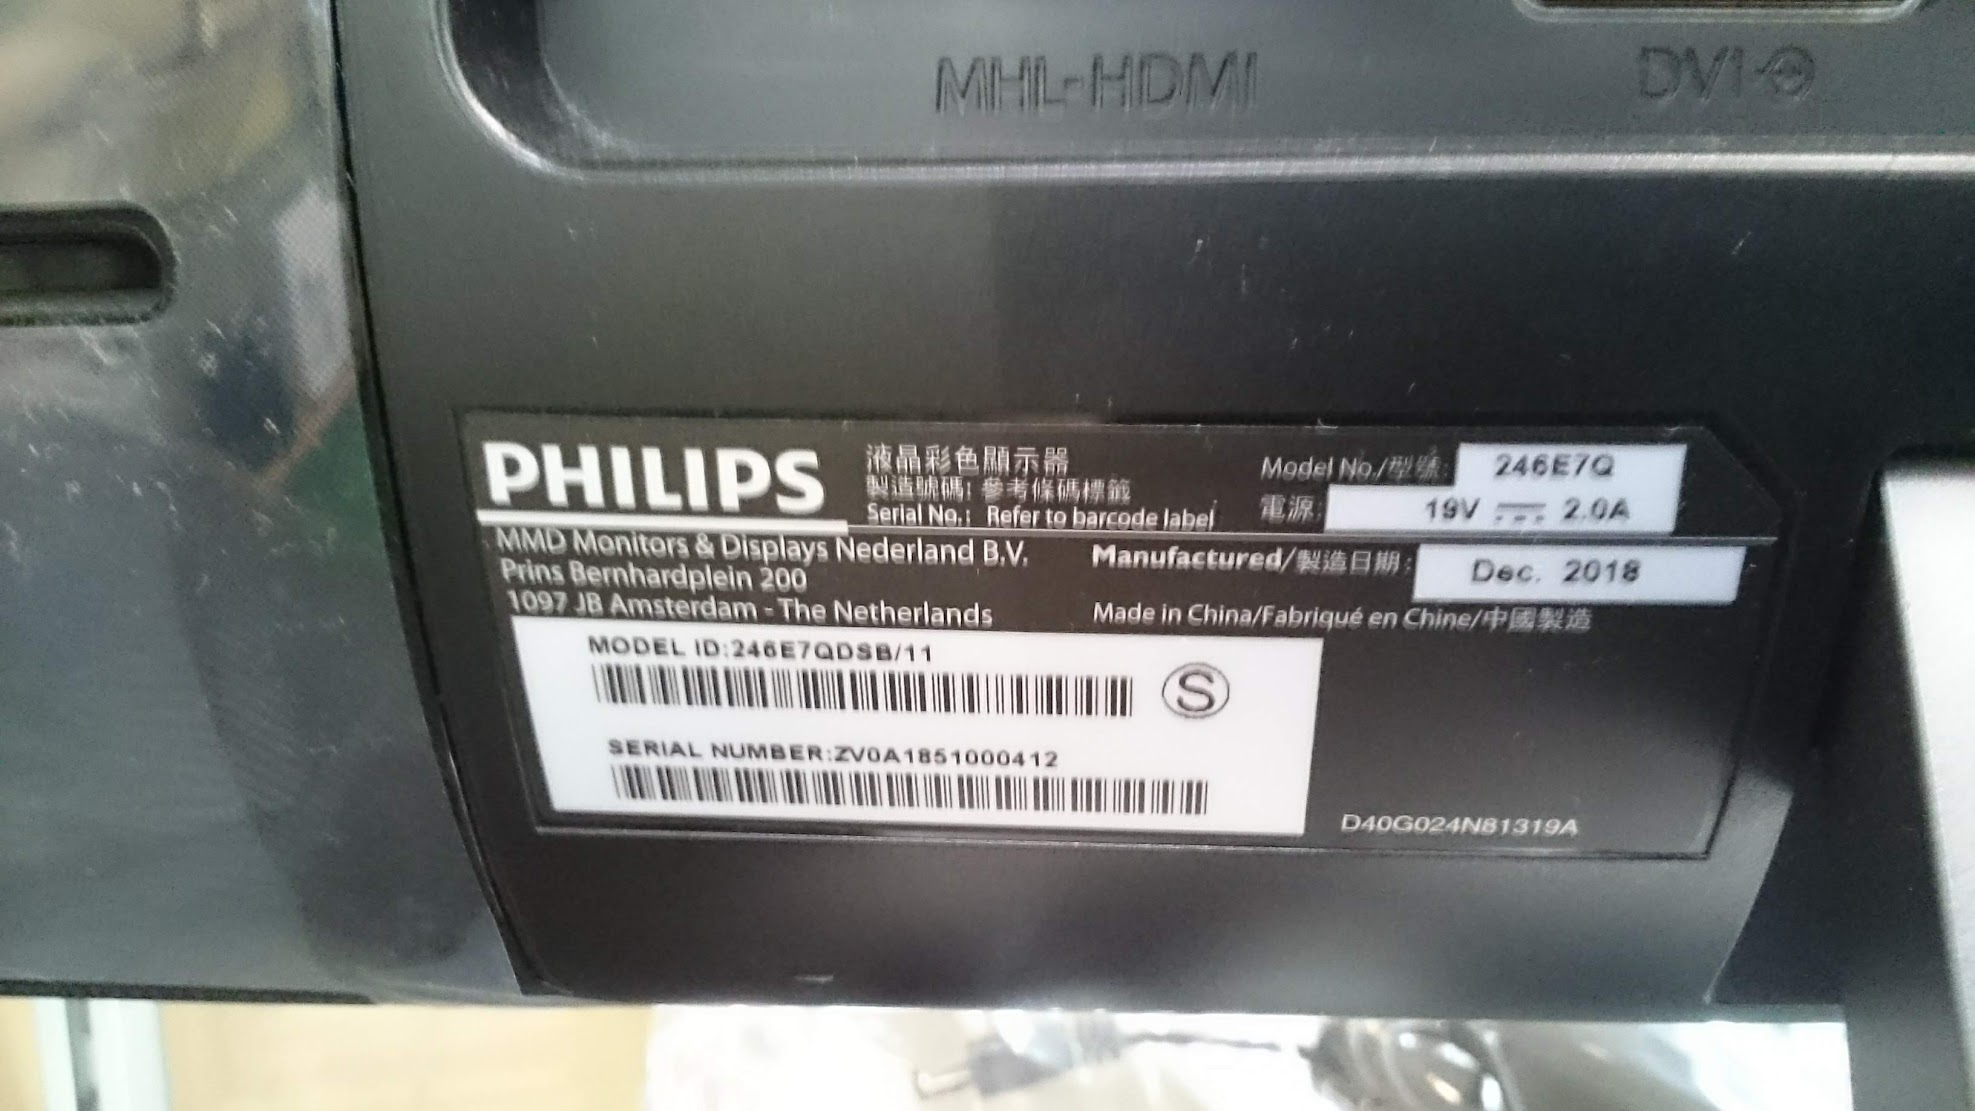 MHL-HDMI
DVI
PHILIPS
液晶彩色顯示器
製造號碼: 參考條碼標籤
Serial No.: Refer to barcode label
Model No./型號: 246E7Q
電源: 19V 2.0A
MMD Monitors & Displays Nederland B.V.
Prins Bernhardplein 200
1097 JB Amsterdam - The Netherlands
Manufactured/製造日期: Dec. 2018
Made in China/Fabriqué en Chine/中國製造
MODEL ID:246E7QDSB/11
S
SERIAL NUMBER:ZV0A1851000412
D40G024N81319A